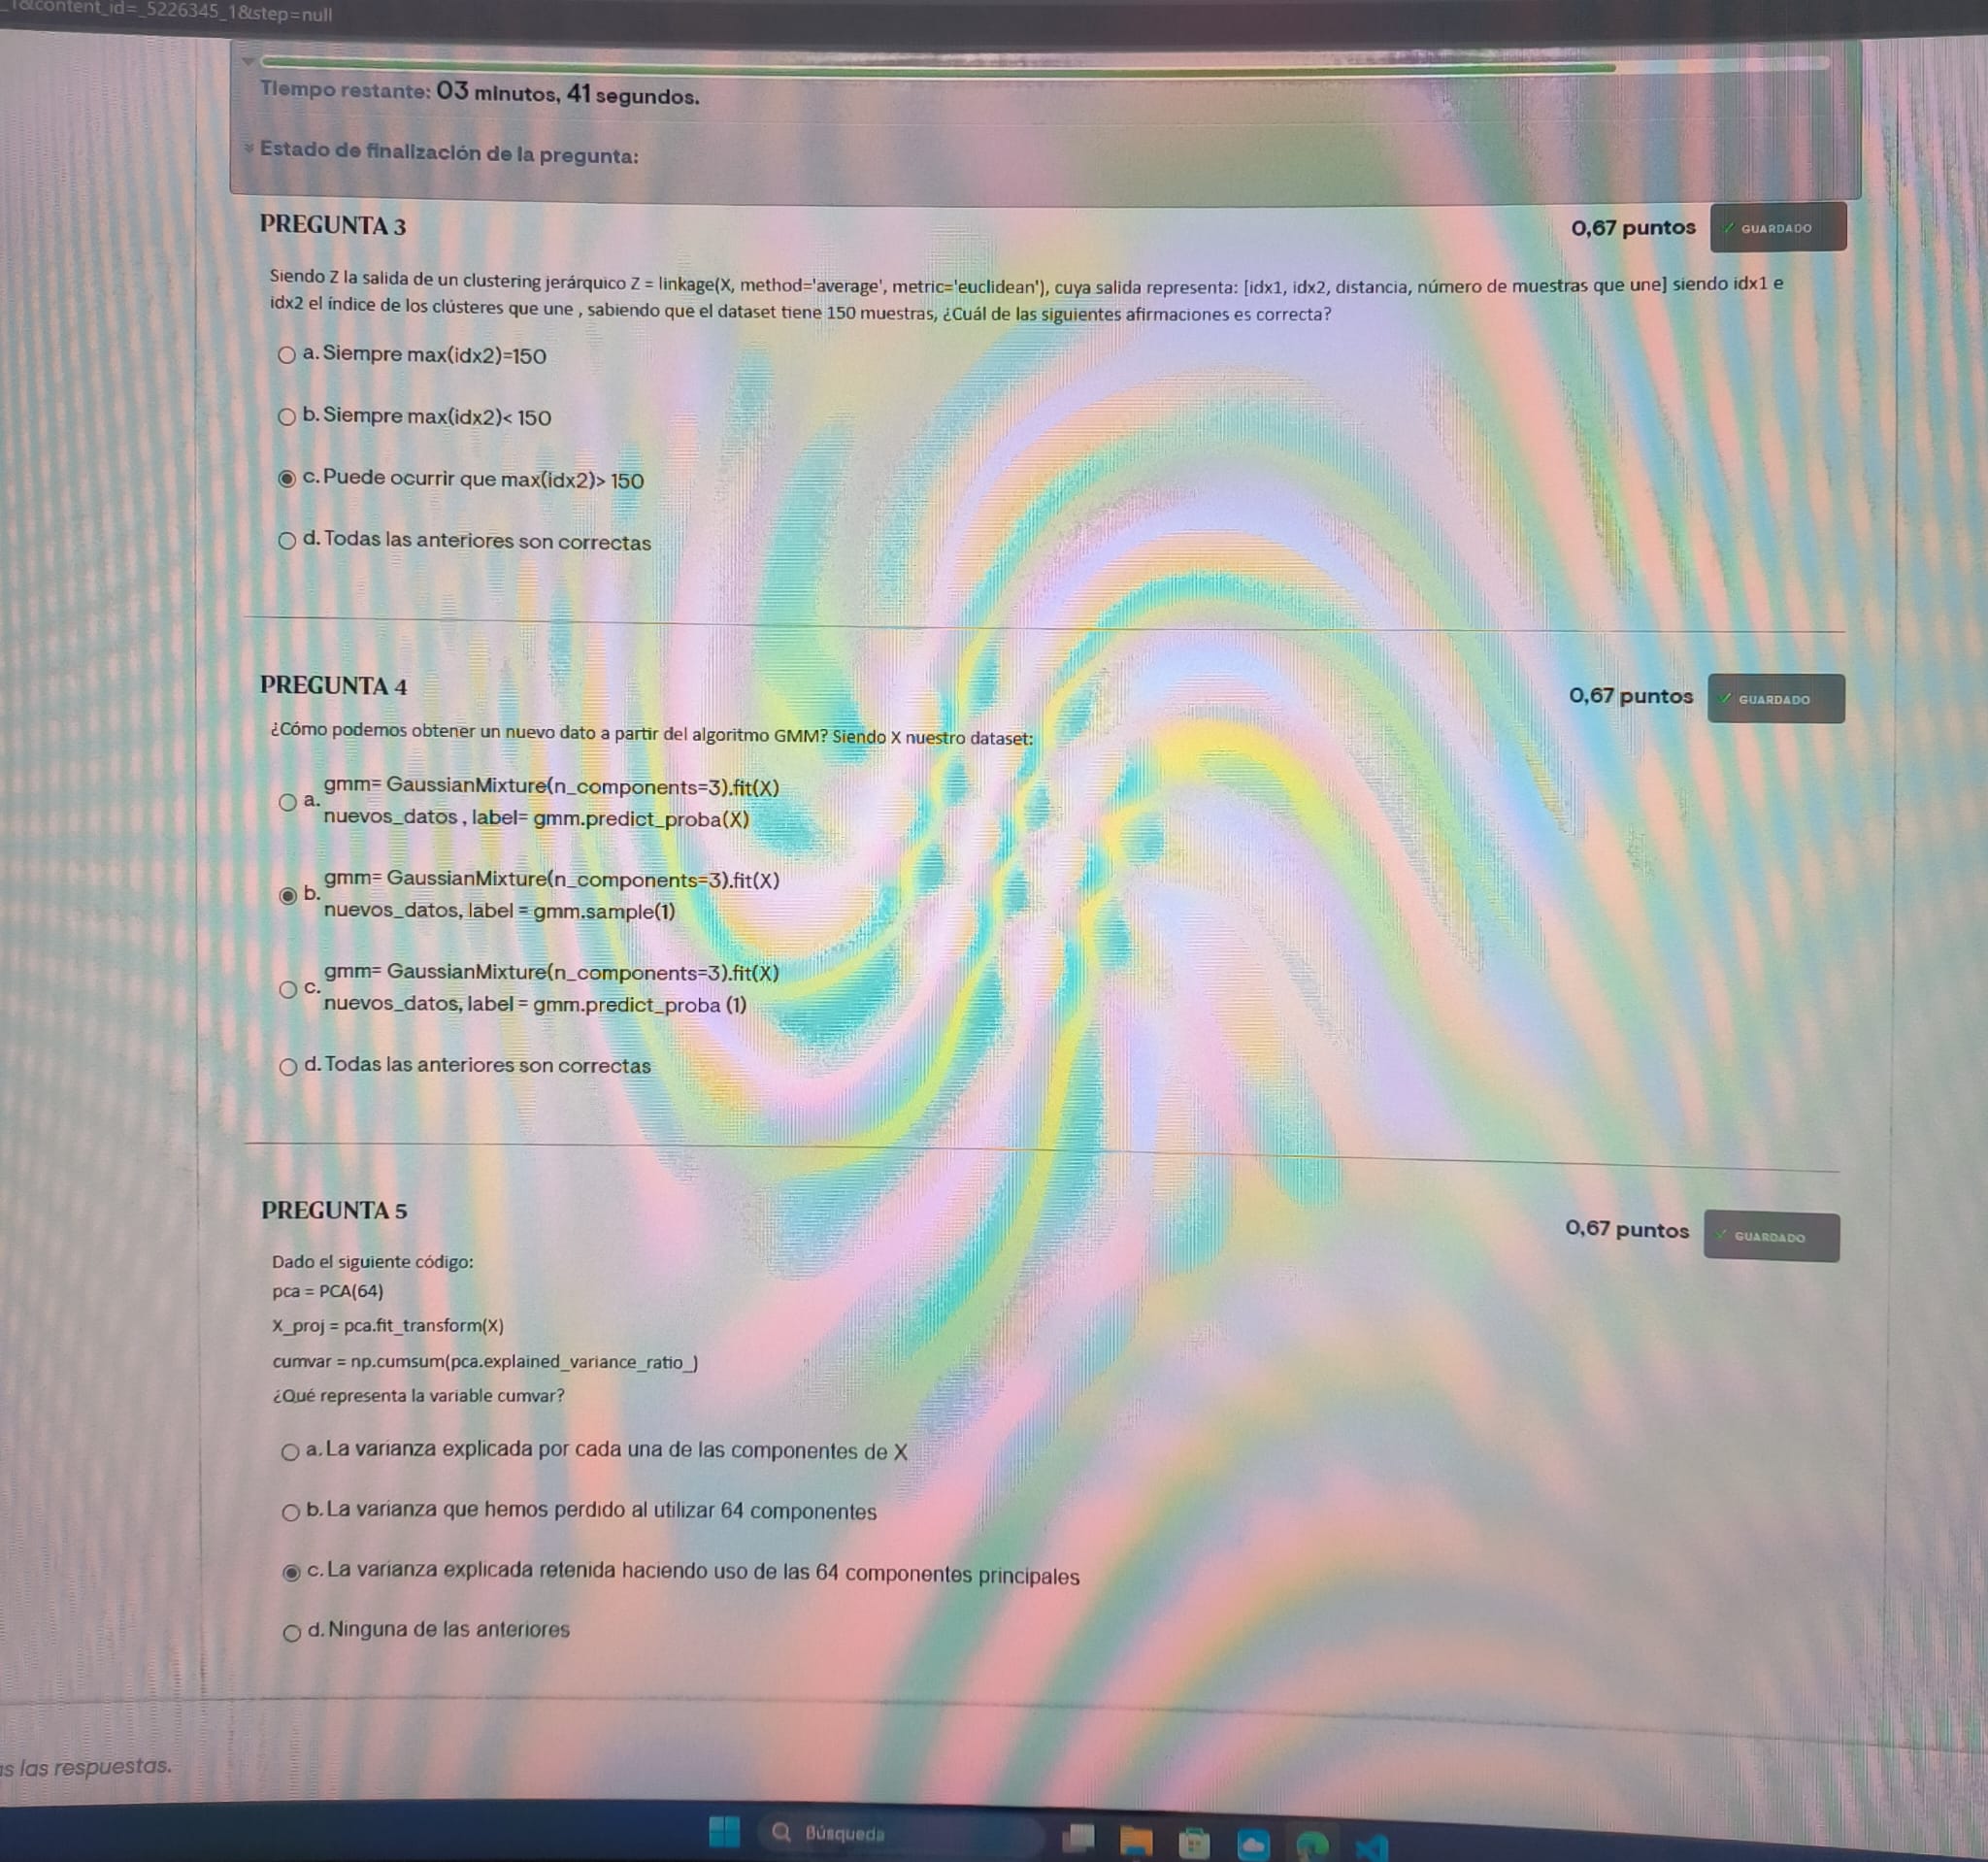 _1&content_id=_5226345_1&step=null
Tiempo restante: 03 minutos, 41 segundos.
Estado de finalización de la pregunta:
PREGUNTA 3
0,67 puntos
GUARDADO
Siendo Z la salida de un clustering jerárquico Z = linkage(X, method='average', metric='euclidean'), cuya salida representa: [idx1, idx2, distancia, número de muestras que une] siendo idx1 e
idx2 el índice de los clústeres que une , sabiendo que el dataset tiene 150 muestras, ¿Cuál de las siguientes afirmaciones es correcta?
a. Siempre max(idx2)=150
b. Siempre max(idx2)< 150
c. Puede ocurrir que max(idx2)> 150
d. Todas las anteriores son correctas
PREGUNTA 4
0,67 puntos
GUARDADO
¿Cómo podemos obtener un nuevo dato a partir del algoritmo GMM? Siendo X nuestro dataset:
a. gmm= GaussianMixture(n_components=3).fit(X)
nuevos_datos , label= gmm.predict_proba(X)
b. gmm= GaussianMixture(n_components=3).fit(X)
nuevos_datos, label = gmm.sample(1)
c. gmm= GaussianMixture(n_components=3).fit(X)
nuevos_datos, label = gmm.predict_proba (1)
d. Todas las anteriores son correctas
PREGUNTA 5
0,67 puntos
GUARDADO
Dado el siguiente código:
pca = PCA(64)
X_proj = pca.fit_transform(X)
cumvar = np.cumsum(pca.explained_variance_ratio_)
¿Qué representa la variable cumvar?
a. La varianza explicada por cada una de las componentes de X
b. La varianza que hemos perdido al utilizar 64 componentes
c. La varianza explicada retenida haciendo uso de las 64 componentes principales
d. Ninguna de las anteriores
las respuestas.
Búsqueda